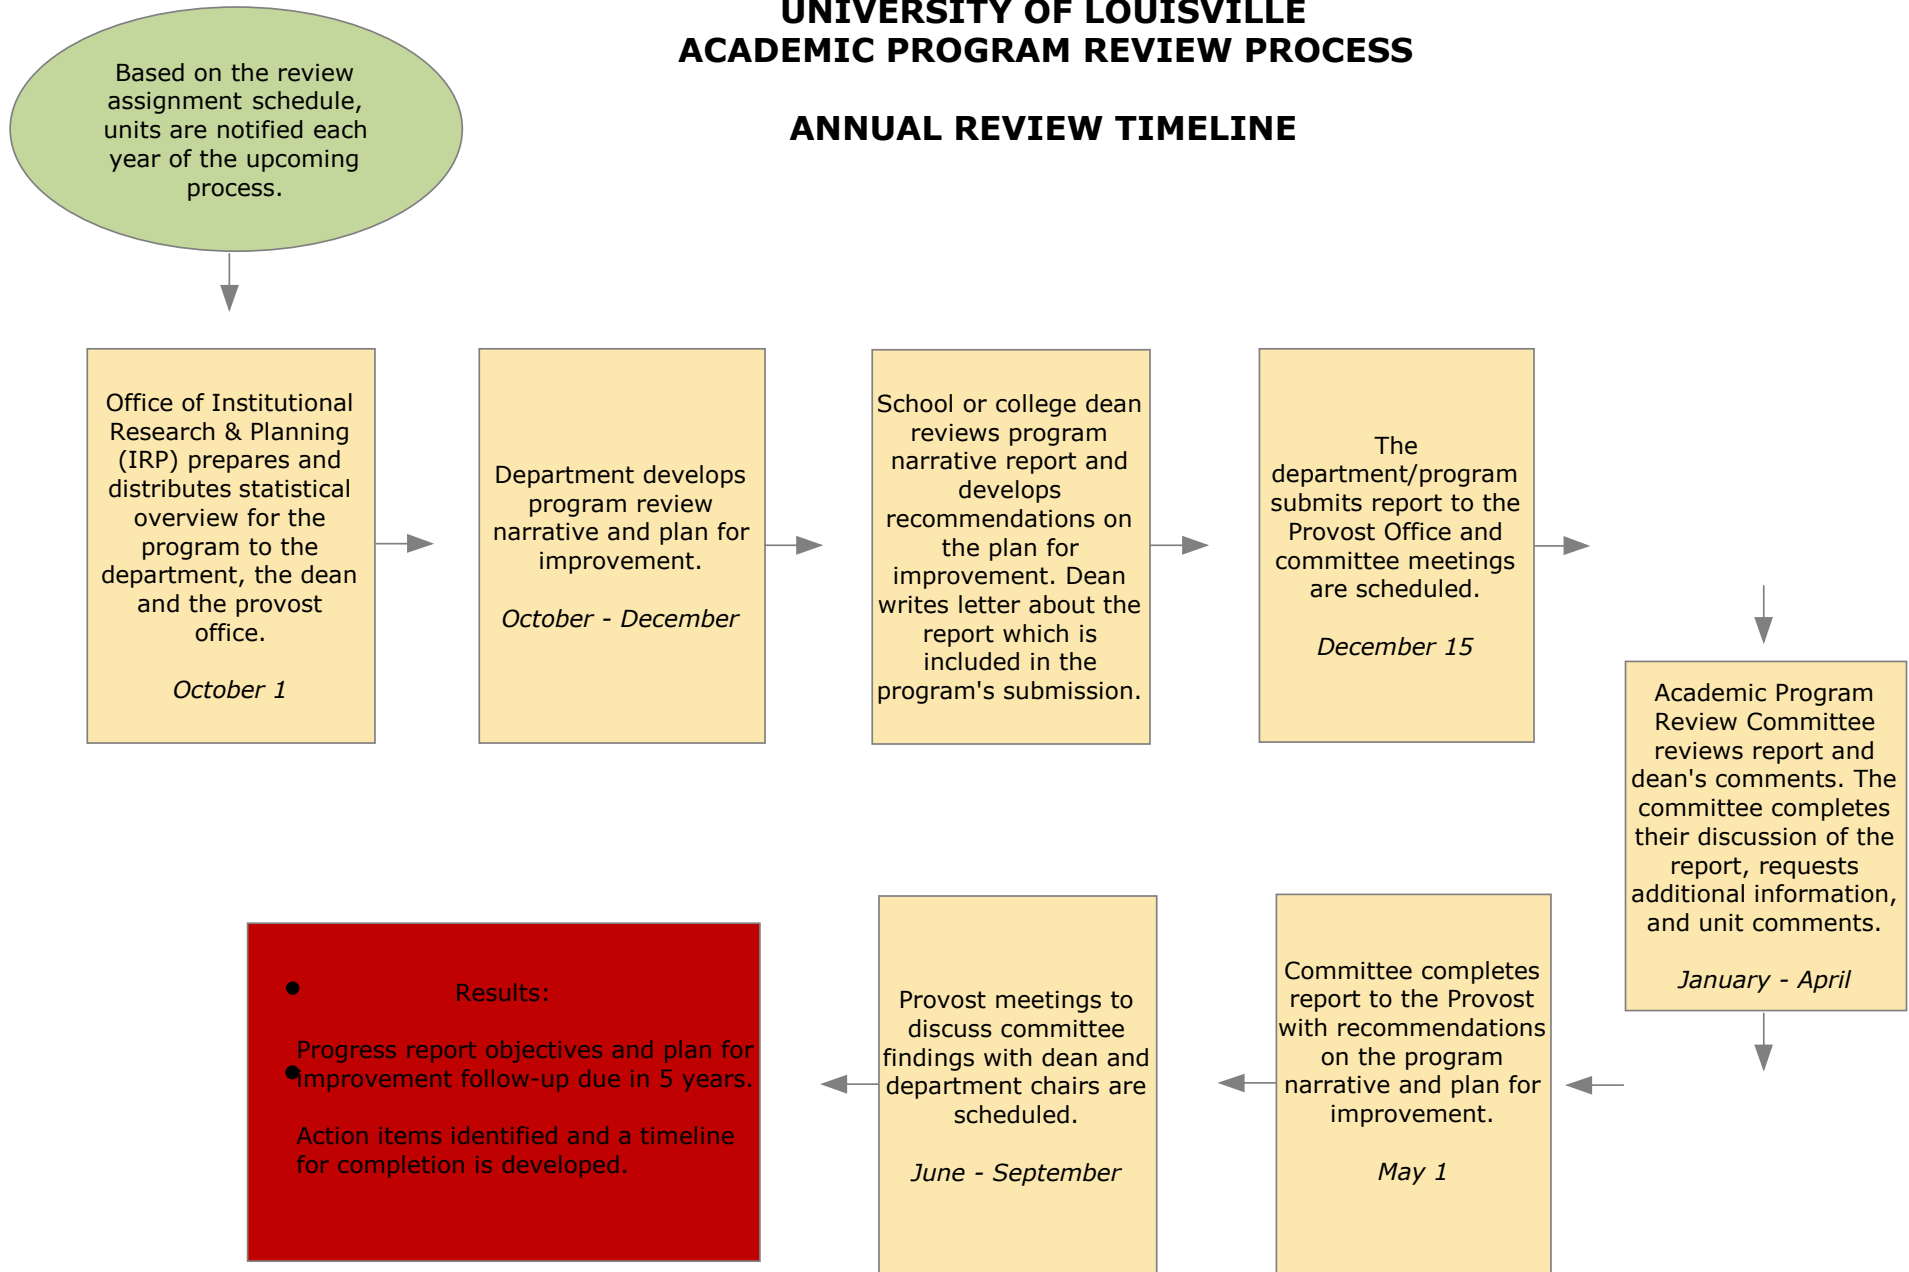 UNIVERSITY OF LOUISVILLE
ACADEMIC PROGRAM REVIEW PROCESS
ANNUAL REVIEW TIMELINE
Based on the review
assignment schedule,
units are notified each
year of the upcoming
process.
Office of Institutional
Research & Planning
(IRP) prepares and
distributes statistical
overview for the
program to the
department, the dean
and the provost
office.
October 1
Department develops
program review
narrative and plan for
improvement.
October - December
School or college dean
reviews program
narrative report and
develops
recommendations on
the plan for
improvement. Dean
writes letter about the
report which is
included in the
program's submission.
The
department/program
submits report to the
Provost Office and
committee meetings
are scheduled.
December 15
Academic Program
Review Committee
reviews report and
dean's comments. The
committee completes
their discussion of the
report, requests
additional information,
and unit comments.
January - April
Committee completes
report to the Provost
with recommendations
on the program
narrative and plan for
improvement.
May 1
Provost meetings to
discuss committee
findings with dean and
department chairs are
scheduled.
June - September
Results:
Progress report objectives and plan for
improvement follow-up due in 5 years.
Action items identified and a timeline
for completion is developed.